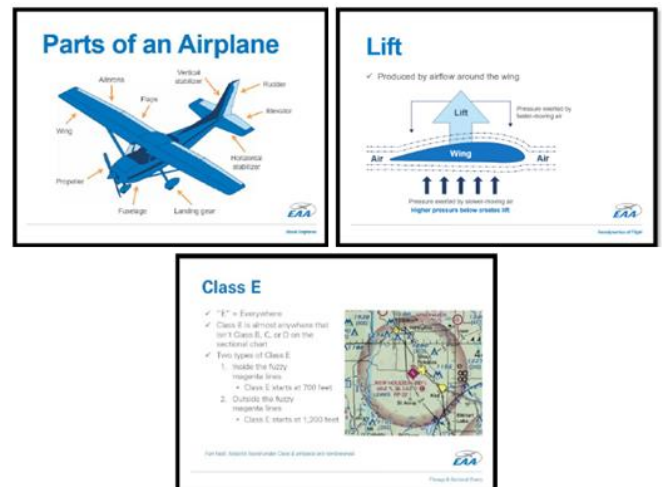 Parts of an Airplane
Ailerons
Vertical
stabilizer
Rudder
Flaps
Elevator
Wing
Horizontal
stabilizer
Propeller
Fuselage
Landing gear
EAA
Lift
✓ Produced by airflow around the wing
Lift
Pressure exerted by
faster-moving air
Air
Wing
Air
Pressure exerted by slower-moving air
Higher pressure below creates lift
EAA
Class E
✓ "E" = Everywhere
✓ Class E is almost anywhere that
isn't Class B, C, or D on the
sectional chart
✓ Two types of Class E
1. Inside the fuzzy
magenta lines
• Class E starts at 700 feet
2. Outside the fuzzy
magenta lines
• Class E starts at 1,200 feet
EAA